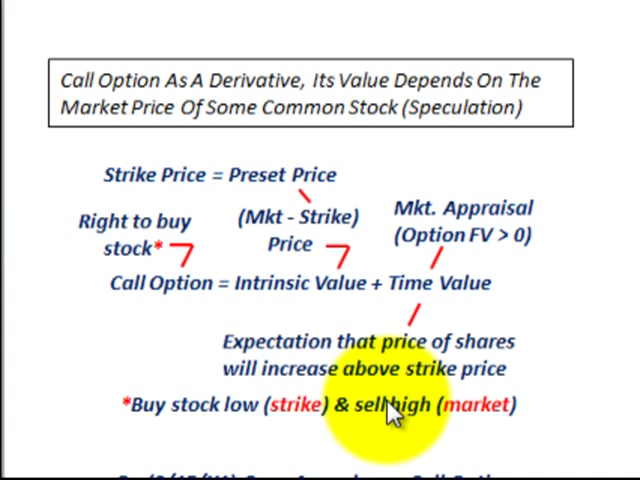 Call Option As A Derivative, Its Value Depends On The
Market Price Of Some Common Stock (Speculation)
Strike Price = Preset Price
Right to buy
stock*
(Mkt - Strike)
Price
Mkt. Appraisal
(Option FV > 0)
Call Option = Intrinsic Value + Time Value
Expectation that price of shares
will increase above strike price
*Buy stock low (strike) & sell high (market)